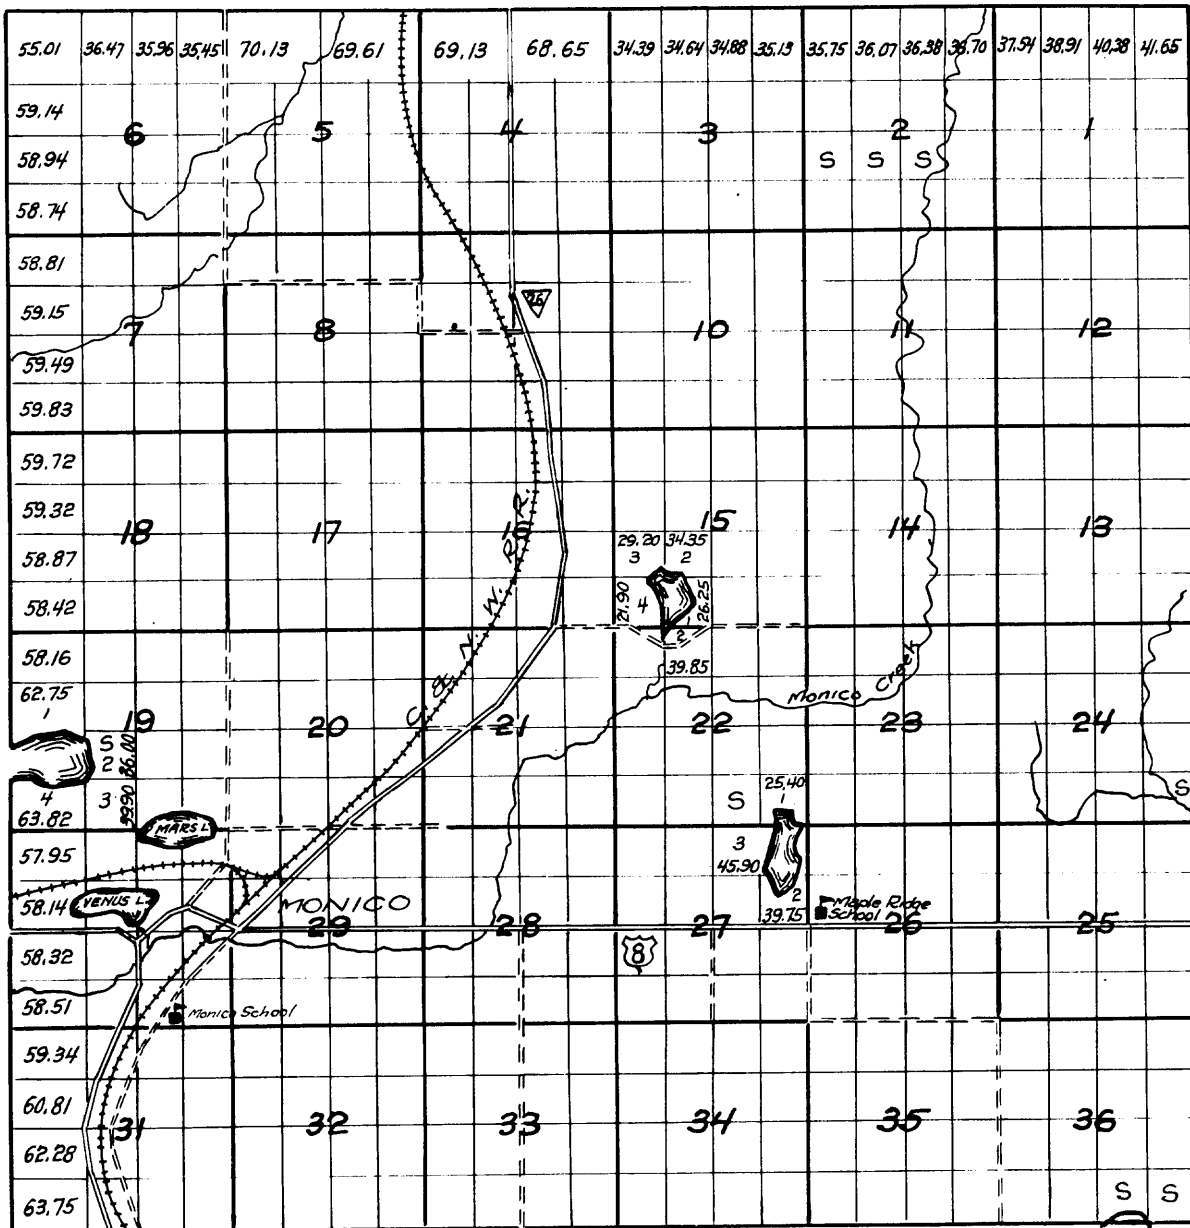 55.01 36.47 35.96 35.45 70.13 69.61 69.13 68.65 34.39 34.64 34.88 35.13 35.75 36.07 36.38 36.70 37.54 38.91 40.38 41.65
59.14
6 5 4 3 2 1
58.94 S S S
58.74
58.81
59.15 26
7 8 10 11 12
59.49
59.83
59.72
59.32
18 17 16 15 14 13
58.87 29.20 34.35
3 2
58.42 21.90 4 26.25
2
58.16 39.85
C. & N. W. R.R.
Monico Creek
62.75
1
19 20 21 22 23 24
S
2 36.00
4 3 39.90 S 25.40 S
63.82 1
MARS L.
57.95 3
45.90
58.14 VENUS L. MONICO 2 Maple Ridge
39.75 School
29 28 27 26 25
58.32 8
58.51 Monico School
59.34
60.81
31 32 33 34 35 36
62.28
63.75 S S